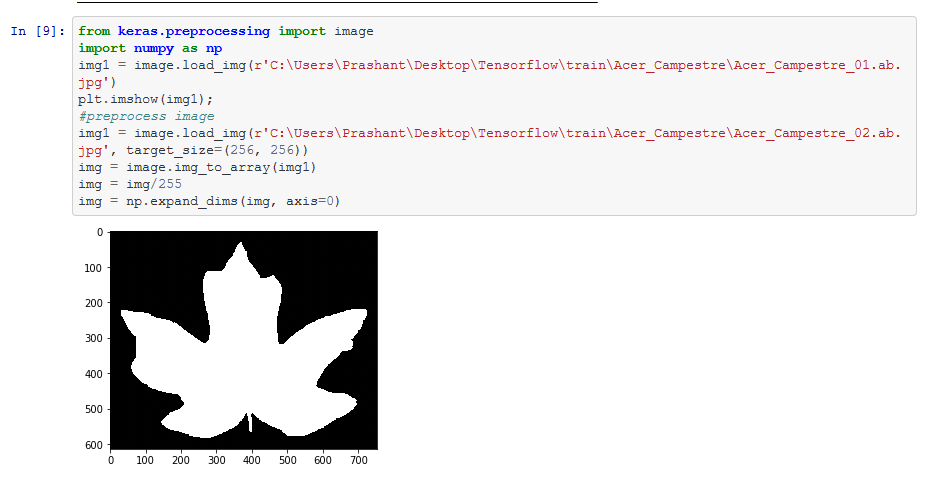 In [9]: from keras.preprocessing import image
import numpy as np
img1 = image.load_img(r'C:\Users\Prashant\Desktop\Tensorflow\train\Acer_Campestre\Acer_Campestre_01.ab.
jpg')
plt.imshow(img1);
#preprocess image
img1 = image.load_img(r'C:\Users\Prashant\Desktop\Tensorflow\train\Acer_Campestre\Acer_Campestre_02.ab.
jpg', target_size=(256, 256))
img = image.img_to_array(img1)
img = img/255
img = np.expand_dims(img, axis=0)
0
100
200
300
400
500
600
0 100 200 300 400 500 600 700